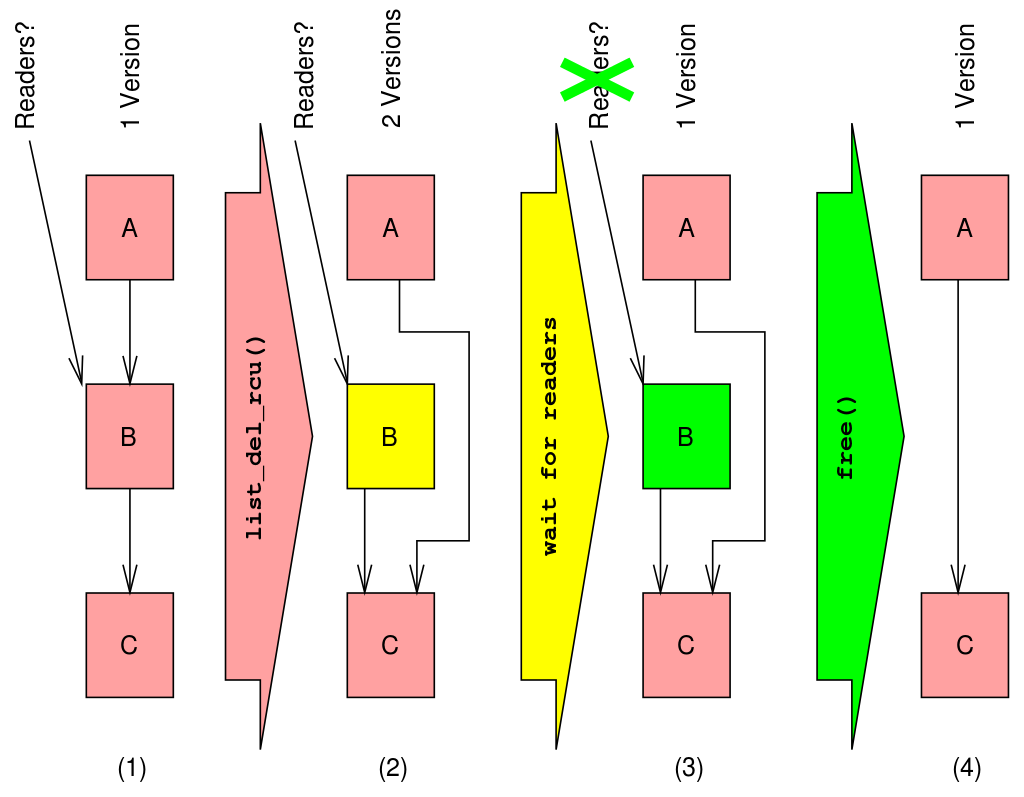 Readers?
1 Version
A
B
C
(1)
list_del_rcu()
Readers?
2 Versions
A
B
C
(2)
wait for readers
Readers?
1 Version
A
B
C
(3)
free()
1 Version
A
C
(4)